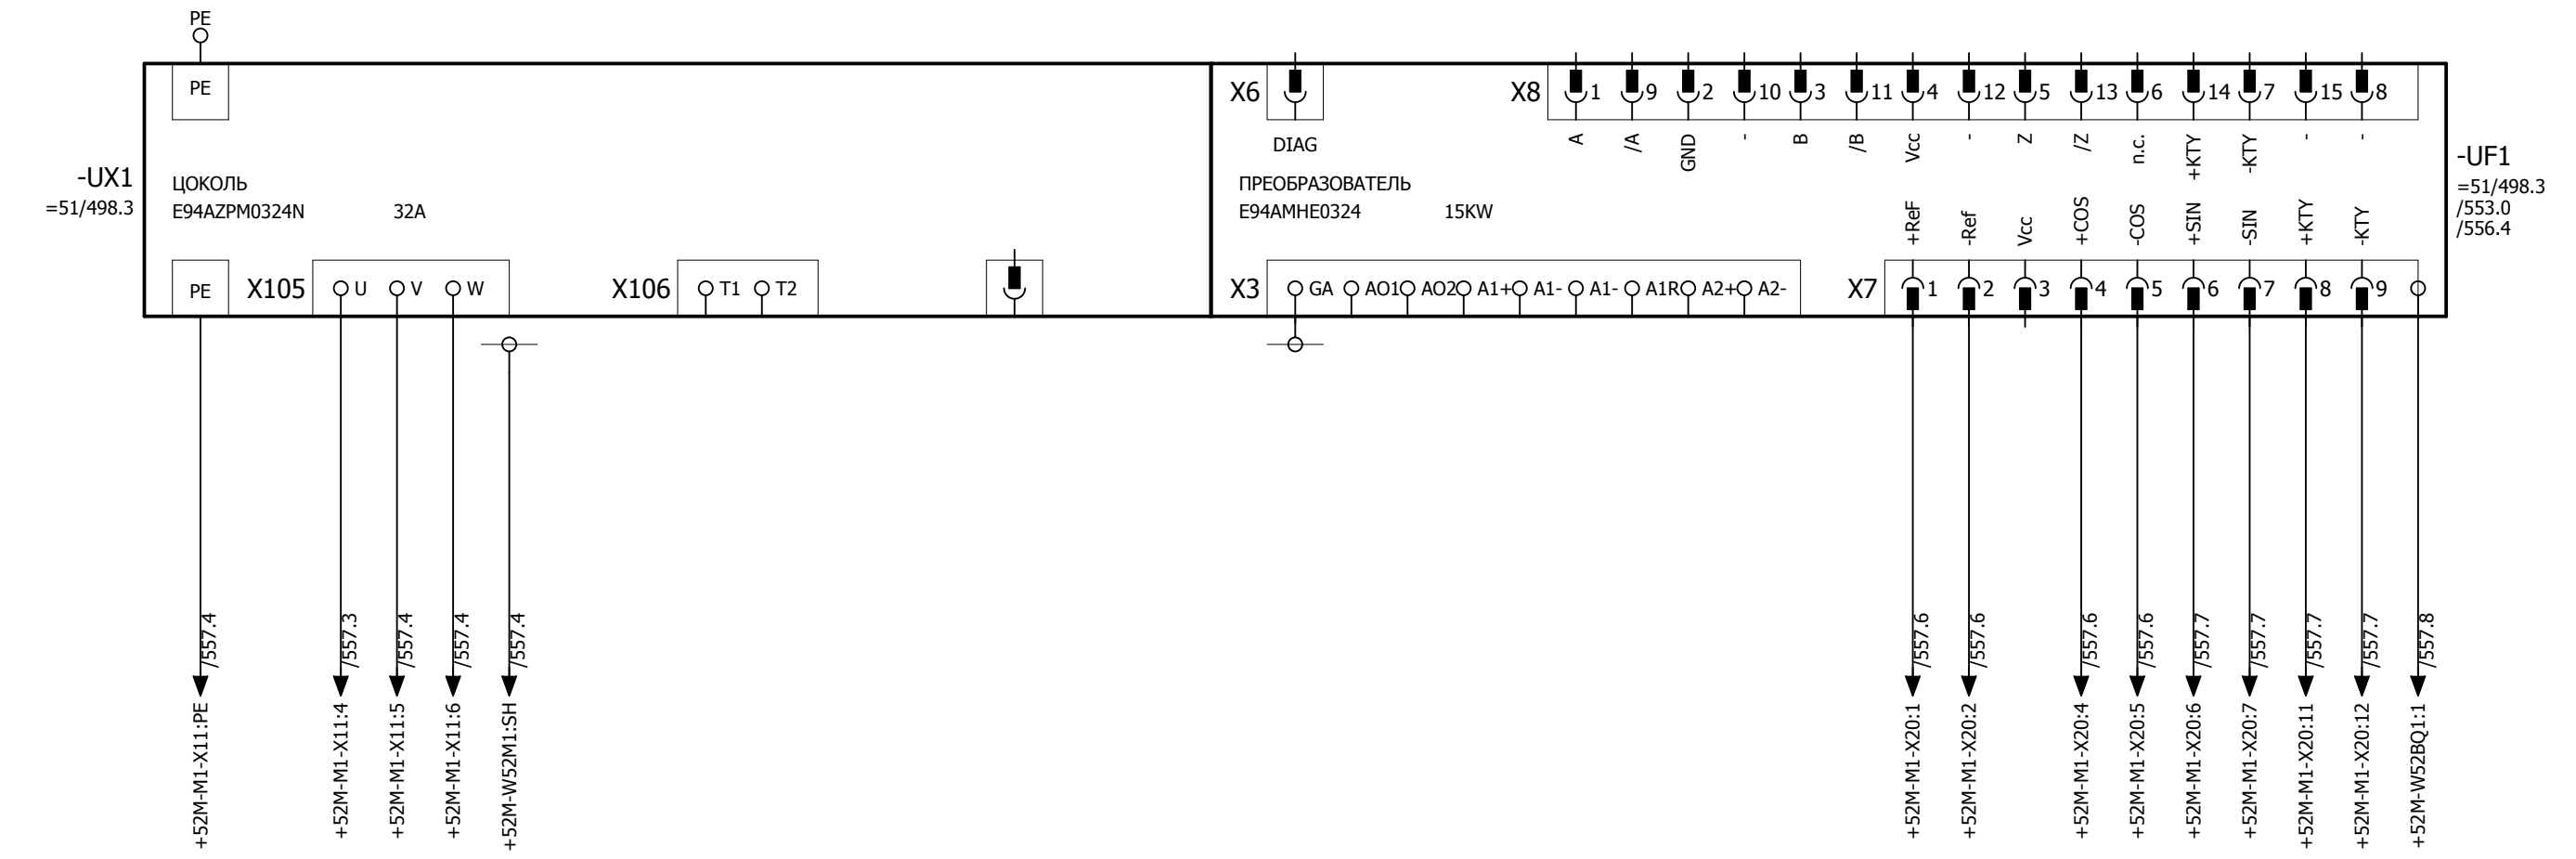 PE
PE
X6
X8
1
9
2
10
3
11
4
12
5
13
6
14
7
15
8
DIAG
A
/A
GND
-
B
/B
Vcc
-
Z
/Z
n.c.
+KTY
-KTY
-
-
-UX1
=51/498.3
ЦОКОЛЬ
E94AZPM0324N 32A
ПРЕОБРАЗОВАТЕЛЬ
E94AMHE0324 15KW
-UF1
=51/498.3
/553.0
/556.4
+ReF
-Ref
Vcc
+COS
-COS
+SIN
-SIN
+KTY
-KTY
PE
X105
U
V
W
X106
T1
T2
X3
GA
AO1
AO2
A1+
A1-
A1-
A1R
A2+
A2-
X7
1
2
3
4
5
6
7
8
9
/557.4
/557.3
/557.4
/557.4
/557.4
/557.6
/557.6
/557.6
/557.6
/557.7
/557.7
/557.7
/557.7
/557.8
+52M-M1-X11:PE
+52M-M1-X11:4
+52M-M1-X11:5
+52M-M1-X11:6
+52M-W52M1:SH
+52M-M1-X20:1
+52M-M1-X20:2
+52M-M1-X20:4
+52M-M1-X20:5
+52M-M1-X20:6
+52M-M1-X20:7
+52M-M1-X20:11
+52M-M1-X20:12
+52M-W52BQ1:1